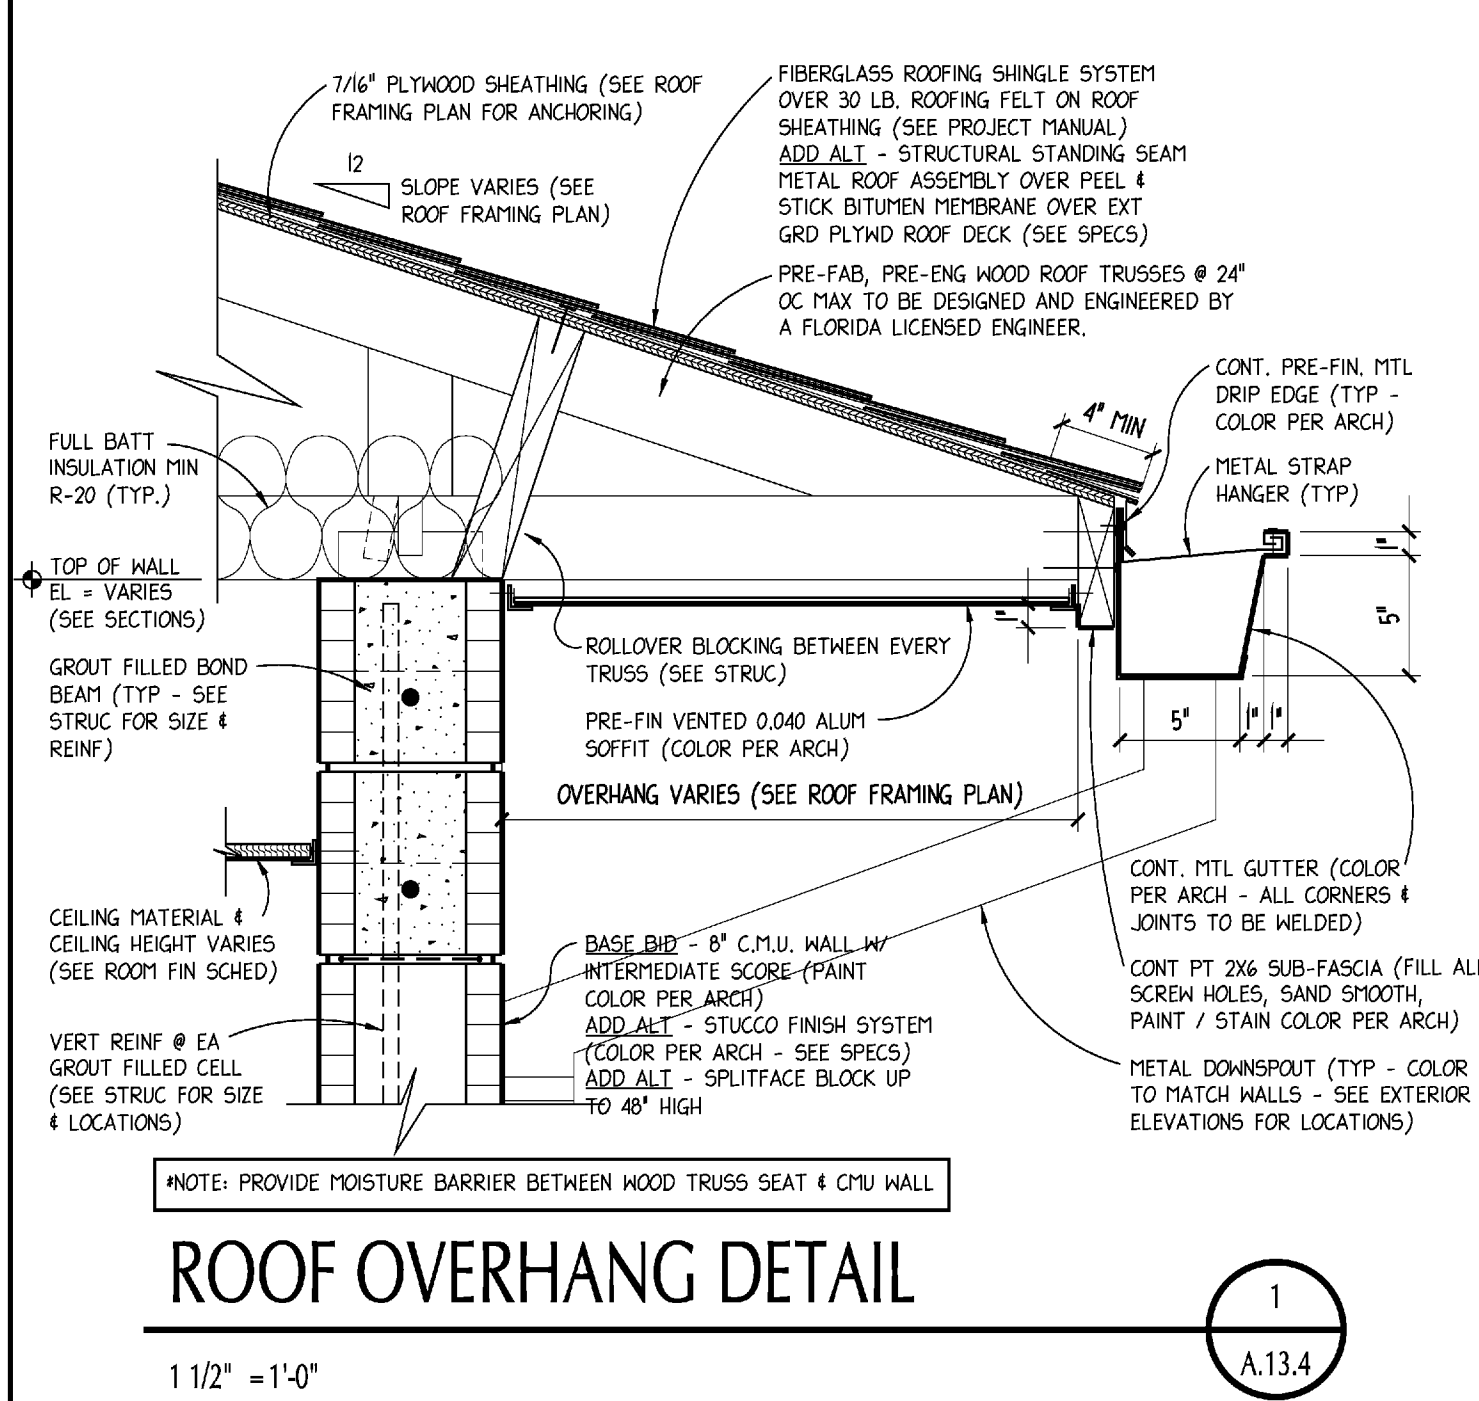 7/16" PLYWOOD SHEATHING (SEE ROOF
FRAMING PLAN FOR ANCHORING)
12
SLOPE VARIES (SEE
ROOF FRAMING PLAN)
FIBERGLASS ROOFING SHINGLE SYSTEM
OVER 30 LB. ROOFING FELT ON ROOF
SHEATHING (SEE PROJECT MANUAL)
ADD ALT - STRUCTURAL STANDING SEAM
METAL ROOF ASSEMBLY OVER PEEL &
STICK BITUMEN MEMBRANE OVER EXT
GRD PLYWD ROOF DECK (SEE SPECS)
PRE-FAB, PRE-ENG WOOD ROOF TRUSSES @ 24"
OC MAX TO BE DESIGNED AND ENGINEERED BY
A FLORIDA LICENSED ENGINEER.
CONT. PRE-FIN. MTL
DRIP EDGE (TYP -
COLOR PER ARCH)
4" MIN
METAL STRAP
HANGER (TYP)
FULL BATT
INSULATION MIN
R-20 (TYP.)
TOP OF WALL
EL = VARIES
(SEE SECTIONS)
GROUT FILLED BOND
BEAM (TYP - SEE
STRUC FOR SIZE &
REINF)
ROLLOVER BLOCKING BETWEEN EVERY
TRUSS (SEE STRUC)
PRE-FIN VENTED 0.040 ALUM
SOFFIT (COLOR PER ARCH)
1"
1"
5"
5"
1"
1"
OVERHANG VARIES (SEE ROOF FRAMING PLAN)
CEILING MATERIAL &
CEILING HEIGHT VARIES
(SEE ROOM FIN SCHED)
VERT REINF @ EA
GROUT FILLED CELL
(SEE STRUC FOR SIZE
& LOCATIONS)
BASE BID - 8" C.M.U. WALL W/
INTERMEDIATE SCORE (PAINT
COLOR PER ARCH)
ADD ALT - STUCCO FINISH SYSTEM
(COLOR PER ARCH - SEE SPECS)
ADD ALT - SPLITFACE BLOCK UP
TO 48" HIGH
CONT. MTL GUTTER (COLOR
PER ARCH - ALL CORNERS &
JOINTS TO BE WELDED)
CONT PT 2X6 SUB-FASCIA (FILL ALL
SCREW HOLES, SAND SMOOTH,
PAINT / STAIN COLOR PER ARCH)
METAL DOWNSPOUT (TYP - COLOR
TO MATCH WALLS - SEE EXTERIOR
ELEVATIONS FOR LOCATIONS)
*NOTE: PROVIDE MOISTURE BARRIER BETWEEN WOOD TRUSS SEAT & CMU WALL
ROOF OVERHANG DETAIL
1
A.13.4
1 1/2" = 1'-0"